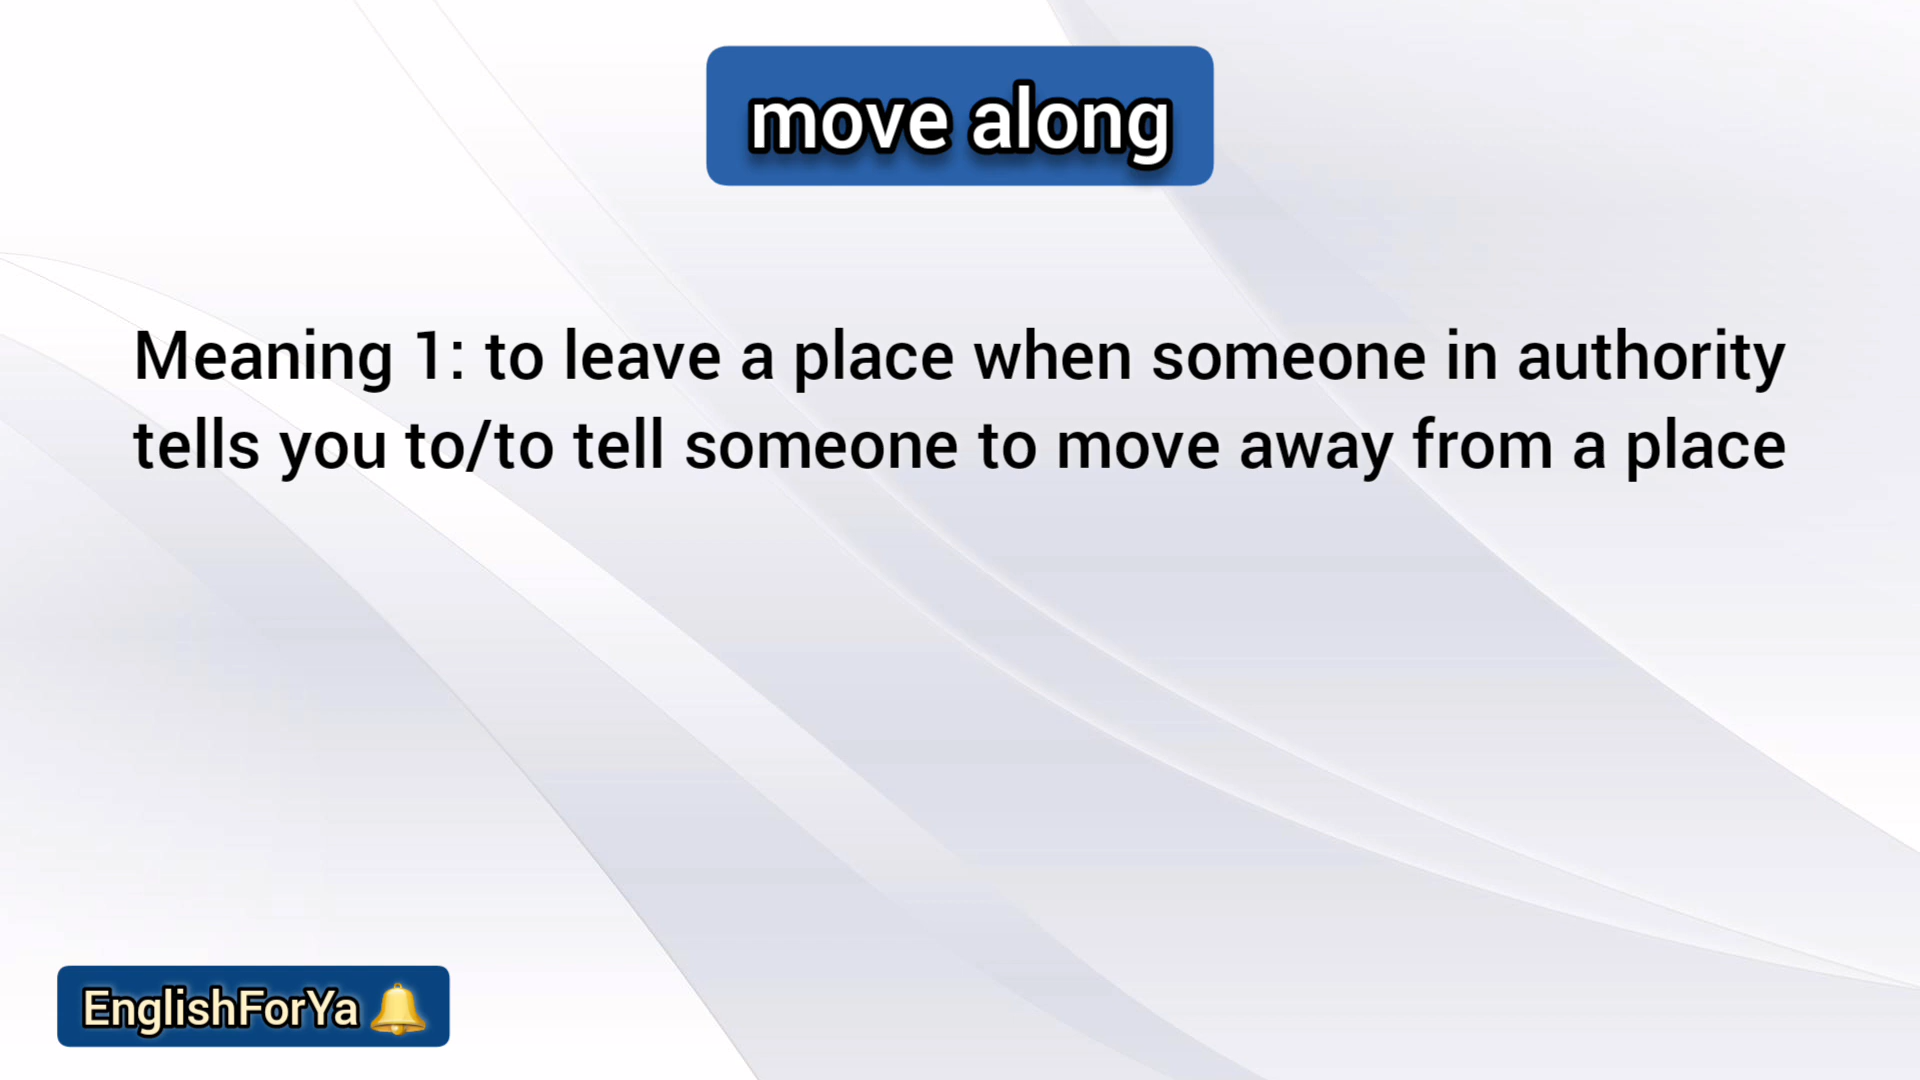 move along
Meaning 1: to leave a place when someone in authority
tells you to/to tell someone to move away from a place
EnglishForYa